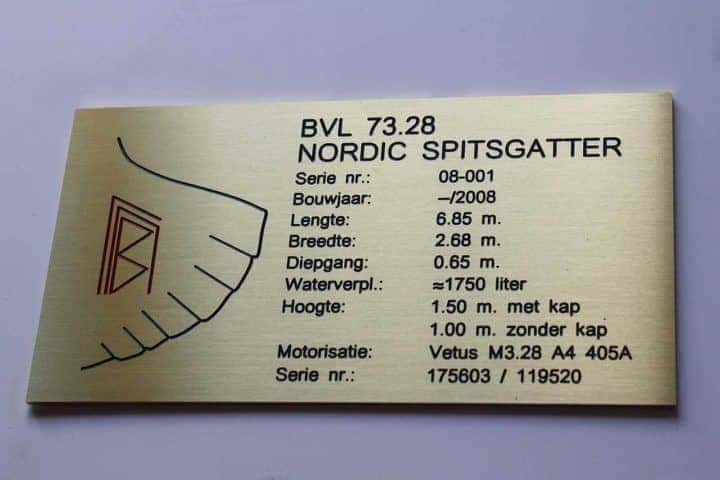 BVL 73.28
NORDIC SPITSGATTER
Serie nr.: 08-001
Bouwjaar: –/2008
Lengte: 6.85 m.
Breedte: 2.68 m.
Diepgang: 0.65 m.
Waterverpl.: ≈1750 liter
Hoogte: 1.50 m. met kap
1.00 m. zonder kap
Motorisatie: Vetus M3.28 A4 405A
Serie nr.: 175603 / 119520